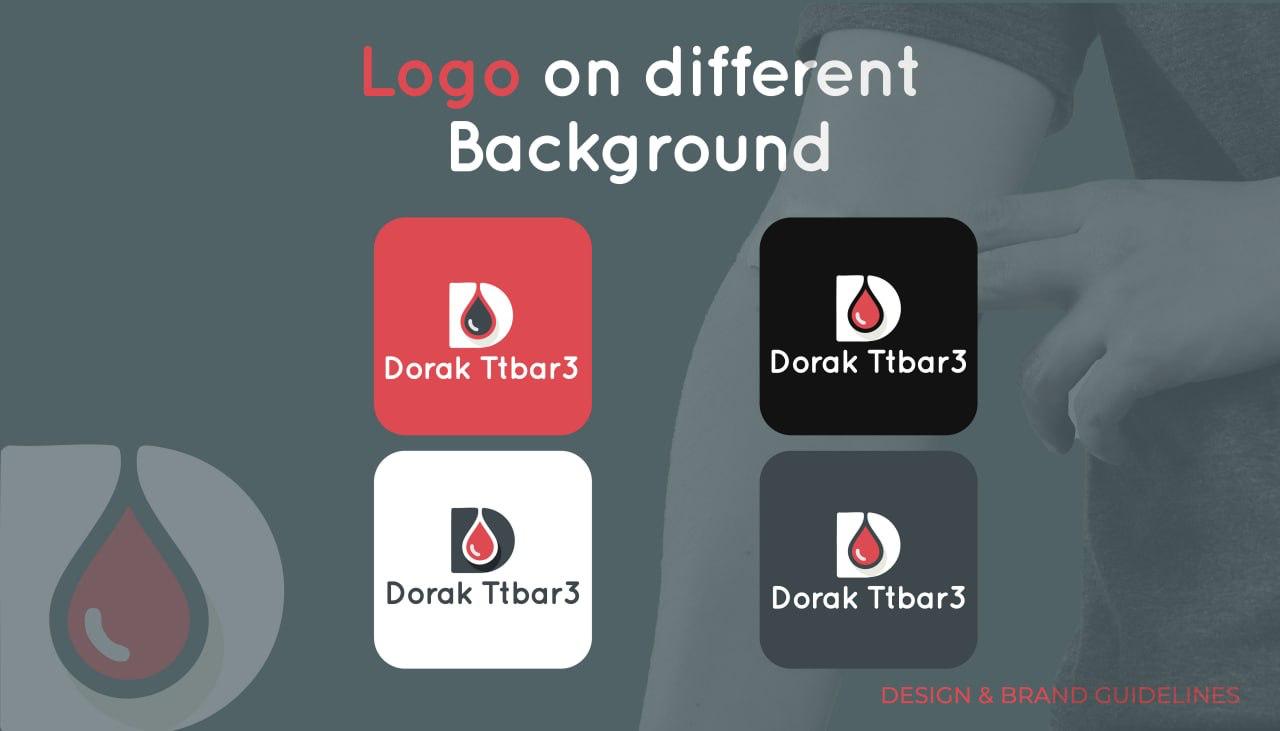 Logo on different
Background
Dorak Ttbar3
Dorak Ttbar3
Dorak Ttbar3
Dorak Ttbar3
DESIGN & BRAND GUIDELINES